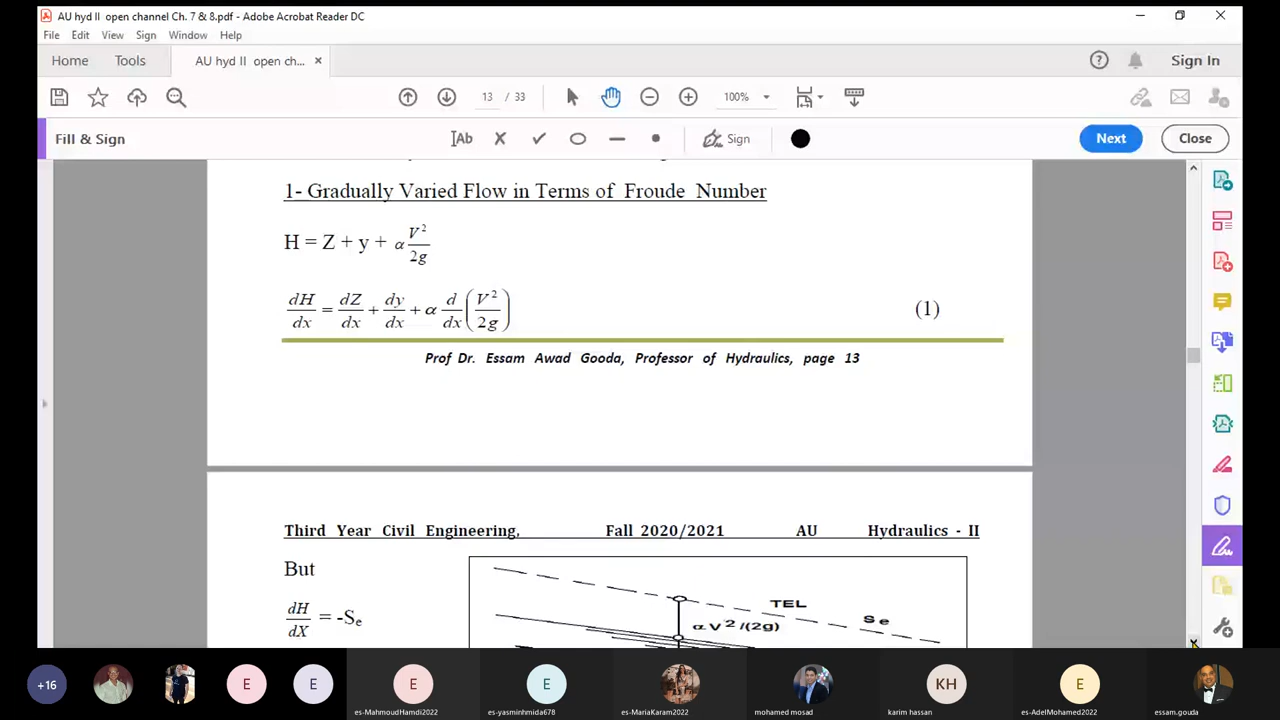 AU hyd II open channel Ch. 7 & 8.pdf - Adobe Acrobat Reader DC
File Edit View Sign Window Help
Home Tools AU hyd II open ch... × Sign In
13 / 33 100%
Fill & Sign Ab Sign Next Close
1- Gradually Varied Flow in Terms of Froude Number
H = Z + y + α V²/2g
dH/dx = dZ/dx + dy/dx + α d/dx (V²/2g) (1)
Prof Dr. Essam Awad Gooda, Professor of Hydraulics, page 13
Third Year Civil Engineering, Fall 2020/2021 AU Hydraulics - II
But
dH/dX = -Se
TEL
Se
αV²/(2g)
+16 E E E E KH E
es-MahmoudHamdi2022 es-yasminhmida678 es-MariaKaram2022 mohamed mosad karim hassan es-AdelMohamed2022 essam.gouda